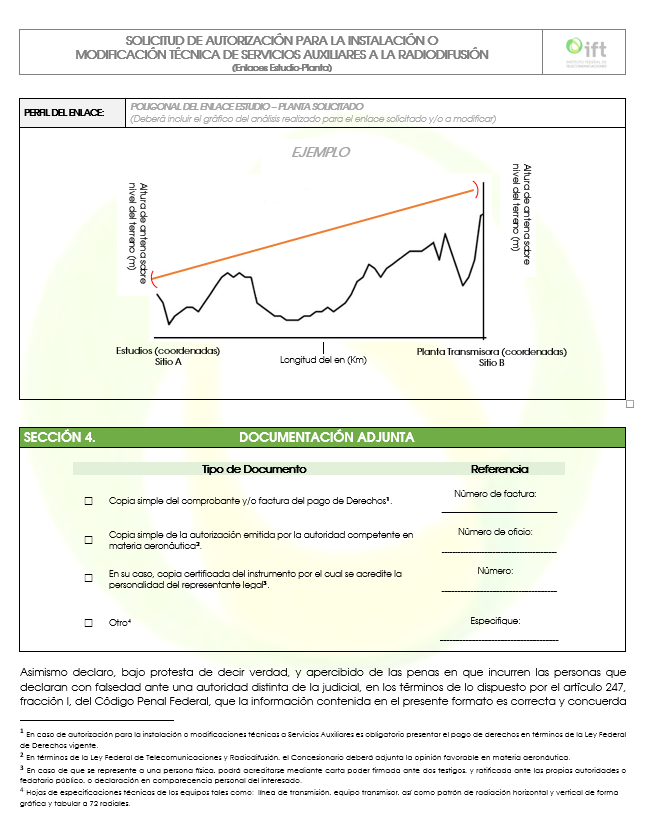 SOLICITUD DE AUTORIZACIÓN PARA LA INSTALACIÓN O
MODIFICACIÓN TÉCNICA DE SERVICIOS AUXILIARES A LA RADIODIFUSIÓN
(Enlaces Estudio-Planta)
ift
INSTITUTO FEDERAL DE
TELECOMUNICACIONES
PERFIL DEL ENLACE:
POLIGONAL DEL ENLACE ESTUDIO – PLANTA SOLICITADO
(Deberá incluir el gráfico del análisis realizado para el enlace solicitado y/o a modificar)
EJEMPLO
Altura de antena sobre
nivel del terreno (m)
Altura de antena sobre
nivel del terreno (m)
Estudios (coordenadas)
Sitio A
Longitud del en (Km)
Planta Transmisora (coordenadas)
Sitio B
SECCIÓN 4. DOCUMENTACIÓN ADJUNTA
Tipo de Documento Referencia
☐ Copia simple del comprobante y/o factura del pago de Derechos¹.
Número de factura:
☐ Copia simple de la autorización emitida por la autoridad competente en
materia aeronáutica².
Número de oficio:
☐ En su caso, copia certificada del instrumento por el cual se acredite la
personalidad del representante legal³.
Número:
☐ Otro⁴
Especifique:
Asimismo declaro, bajo protesta de decir verdad, y apercibido de las penas en que incurren las personas que
declaran con falsedad ante una autoridad distinta de la judicial, en los términos de lo dispuesto por el artículo 247,
fracción I, del Código Penal Federal, que la información contenida en el presente formato es correcta y concuerda
¹ En caso de autorización para la instalación o modificaciones técnicas a Servicios Auxiliares es obligatorio presentar el pago de derechos en términos de la Ley Federal
de Derechos vigente.
² En términos de la Ley Federal de Telecomunicaciones y Radiodifusión, el Concesionario deberá adjunta la opinión favorable en materia aeronáutica.
³ En caso de que se represente a una persona física, podrá acreditarse mediante carta poder firmada ante dos testigos, y ratificada ante las propias autoridades o
fedatario público, o declaración en comparecencia personal del interesado.
⁴ Hojas de especificaciones técnicas de los equipos tales como: línea de transmisión, equipo transmisor, así como patrón de radiación horizontal y vertical de forma
gráfica y tabular a 72 radiales.